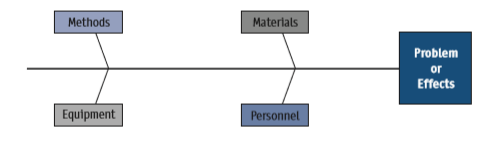 Methods
Materials
Problem
or
Effects
Equipment
Personnel